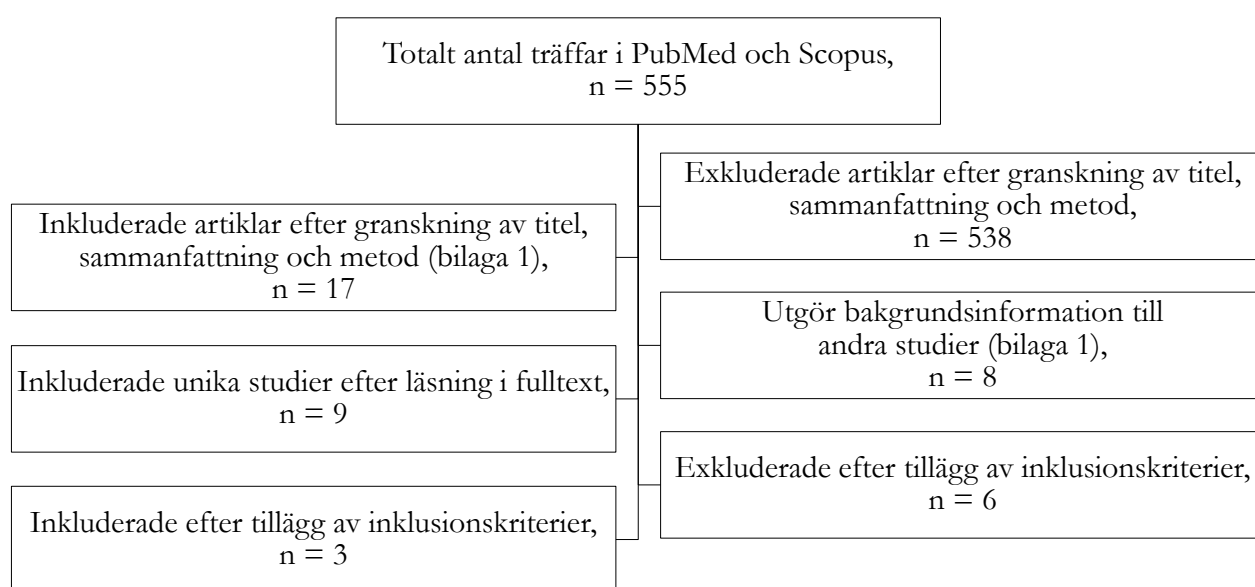 Totalt antal träffar i PubMed och Scopus,
n = 555
Exkluderade artiklar efter granskning av titel,
sammanfattning och metod,
n = 538
Inkluderade artiklar efter granskning av titel,
sammanfattning och metod (bilaga 1),
n = 17
Utgör bakgrundsinformation till
andra studier (bilaga 1),
n = 8
Inkluderade unika studier efter läsning i fulltext,
n = 9
Exkluderade efter tillägg av inklusionskriterier,
n = 6
Inkluderade efter tillägg av inklusionskriterier,
n = 3